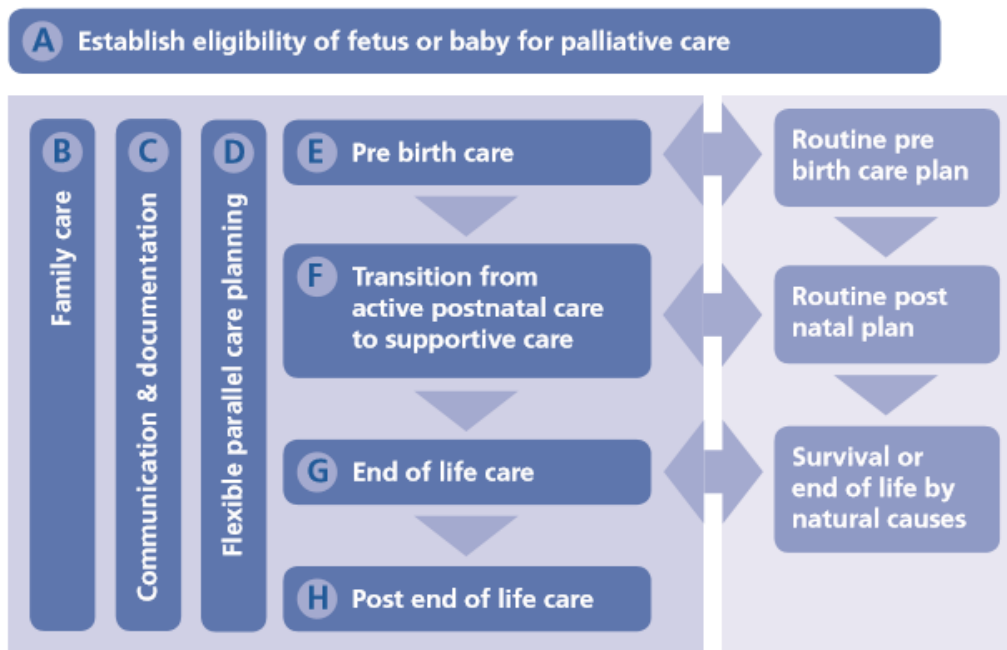 A Establish eligibility of fetus or baby for palliative care
B Family care
C Communication & documentation
D Flexible parallel care planning
E Pre birth care
F Transition from
active postnatal care
to supportive care
G End of life care
H Post end of life care
Routine pre
birth care plan
Routine post
natal plan
Survival or
end of life by
natural causes